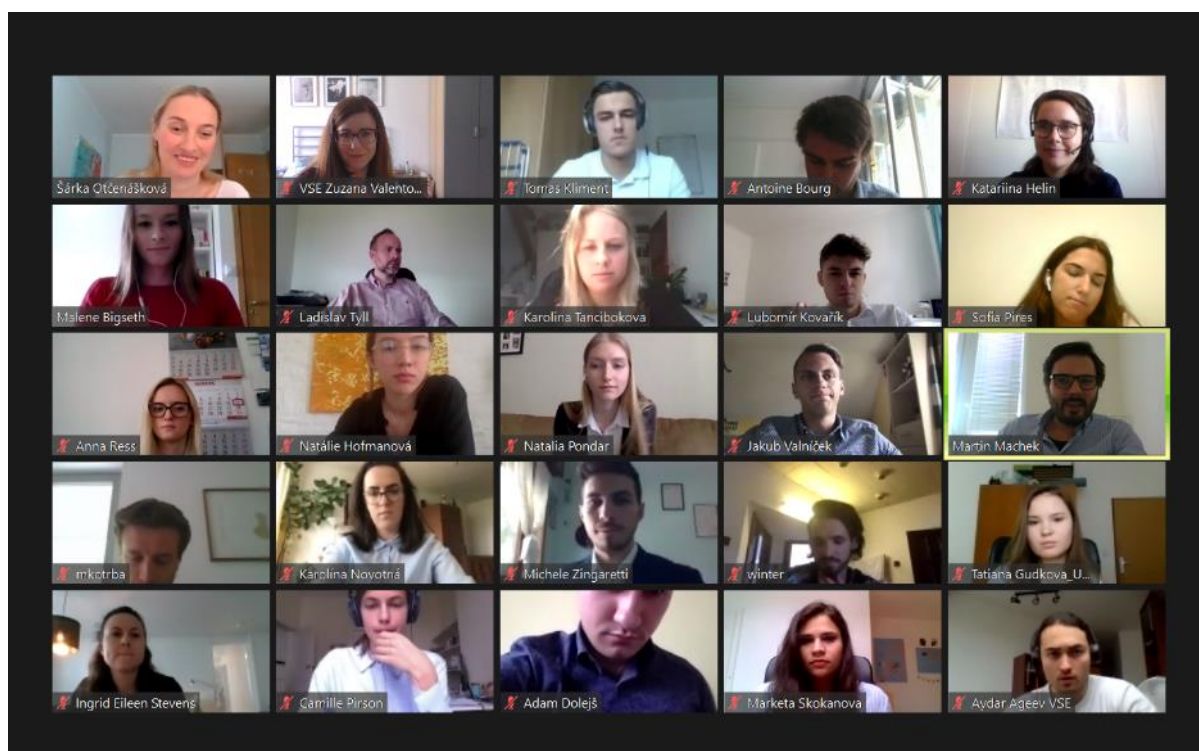 Šárka Otčenášková
VSE Zuzana Valento...
Tomas Kliment
Antoine Bourg
Katariina Helin
Malene Bigseth
Ladislav Tyll
Karolina Tancibokova
Lubomír Kovařík
Sofia Pires
Anna Ress
Natálie Hofmanová
Natalia Pondar
Jakub Valníček
Martin Machek
mkotrba
Karolina Novotná
Michele Zingaretti
winter
Tatiana Gudkova_U...
Ingrid Eileen Stevens
Camille Pirson
Adam Dolejš
Marketa Skokanova
Aydar Ageev VSE